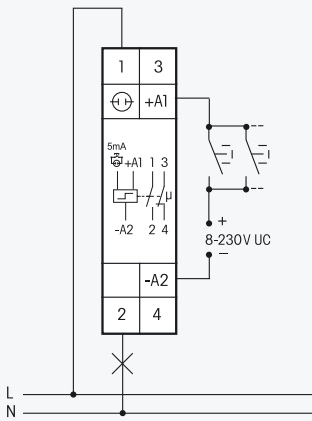 1 3
+A1
5mA
+A1 1 3
μ
-A2 2 4
+
8-230V UC
−
-A2
2 4
L
N